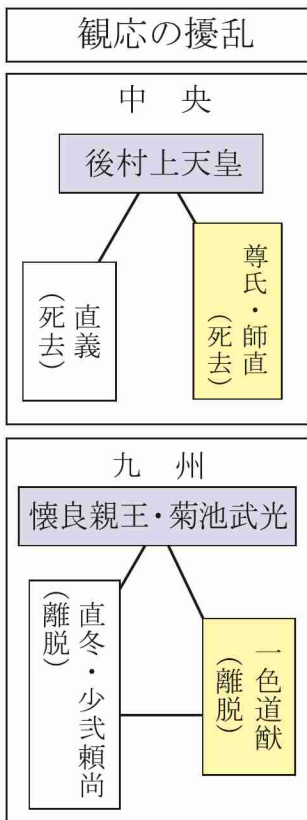 観応の擾乱
中 央
後村上天皇
尊氏・師直
(死去)
直義
(死去)
九 州
懐良親王・菊池武光
一色道猷
(離脱)
直冬・少弐頼尚
(離脱)